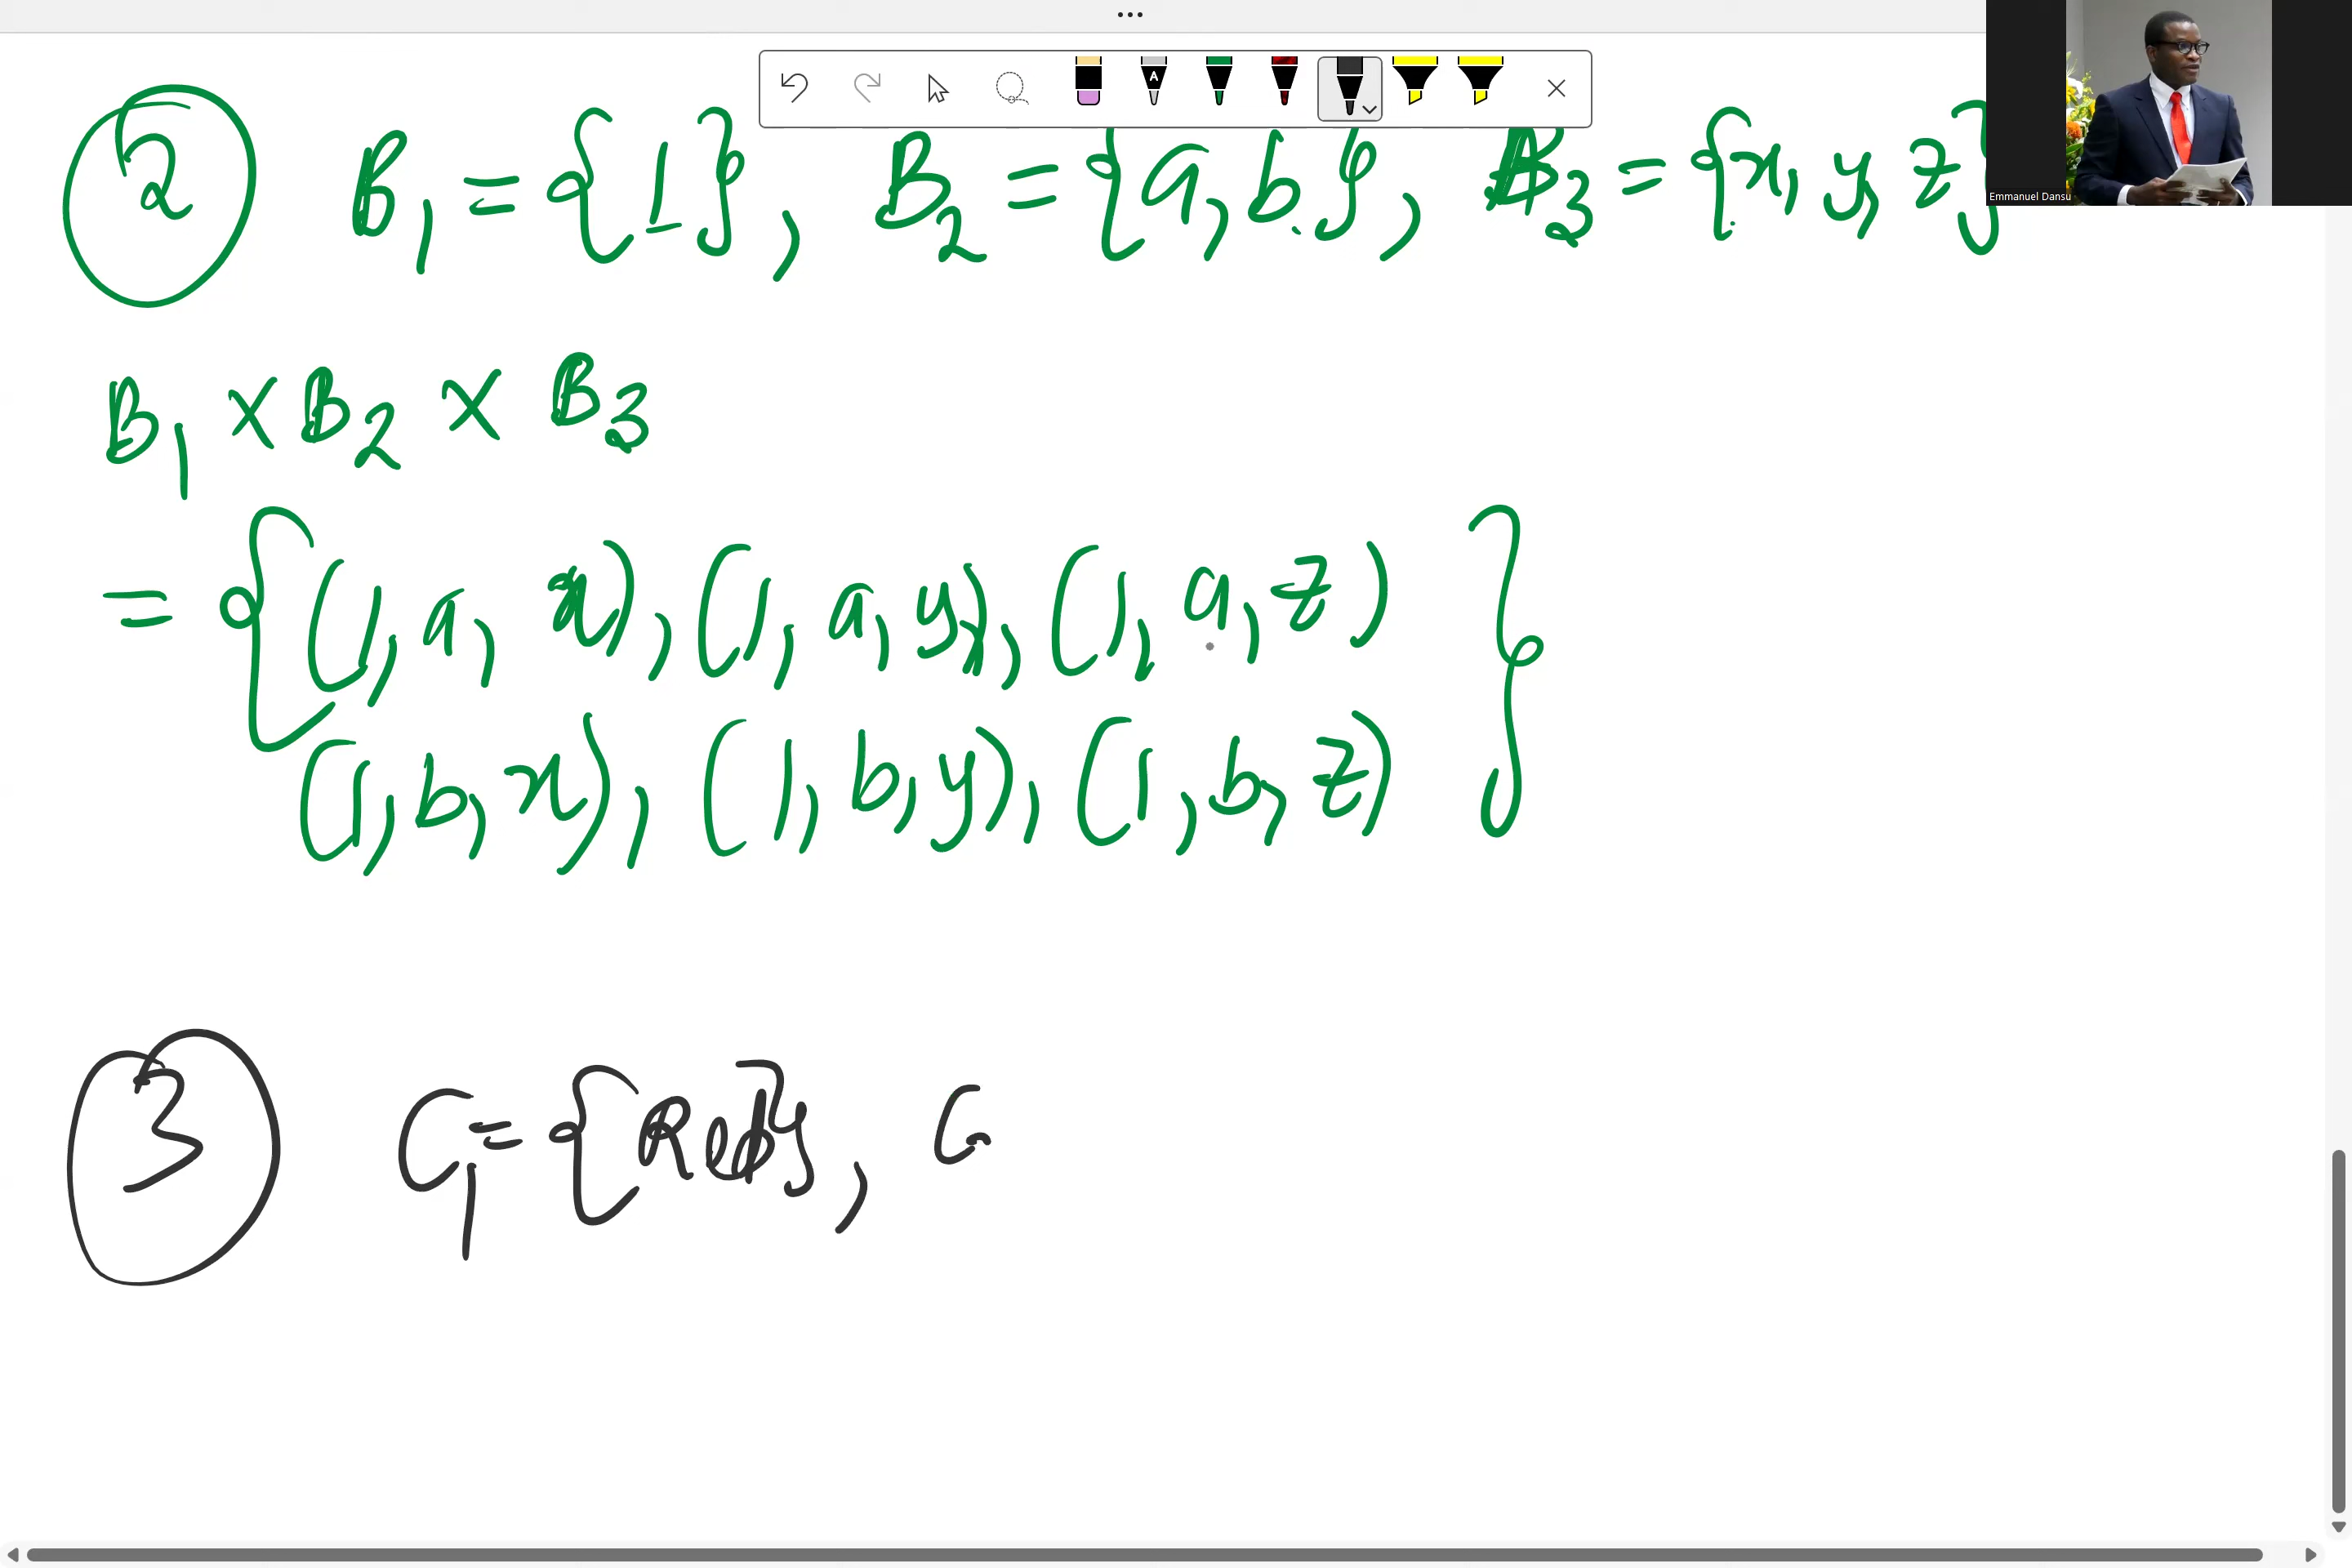 Emmanuel Dansu
2 B₁ = {1}, B₂ = {a, b}, B₃ = {x, y, z}
B₁ × B₂ × B₃
= {(1, a, x), (1, a, y), (1, a, z)
(1, b, x), (1, b, y), (1, b, z)}
3 C₁ = {Red}, C